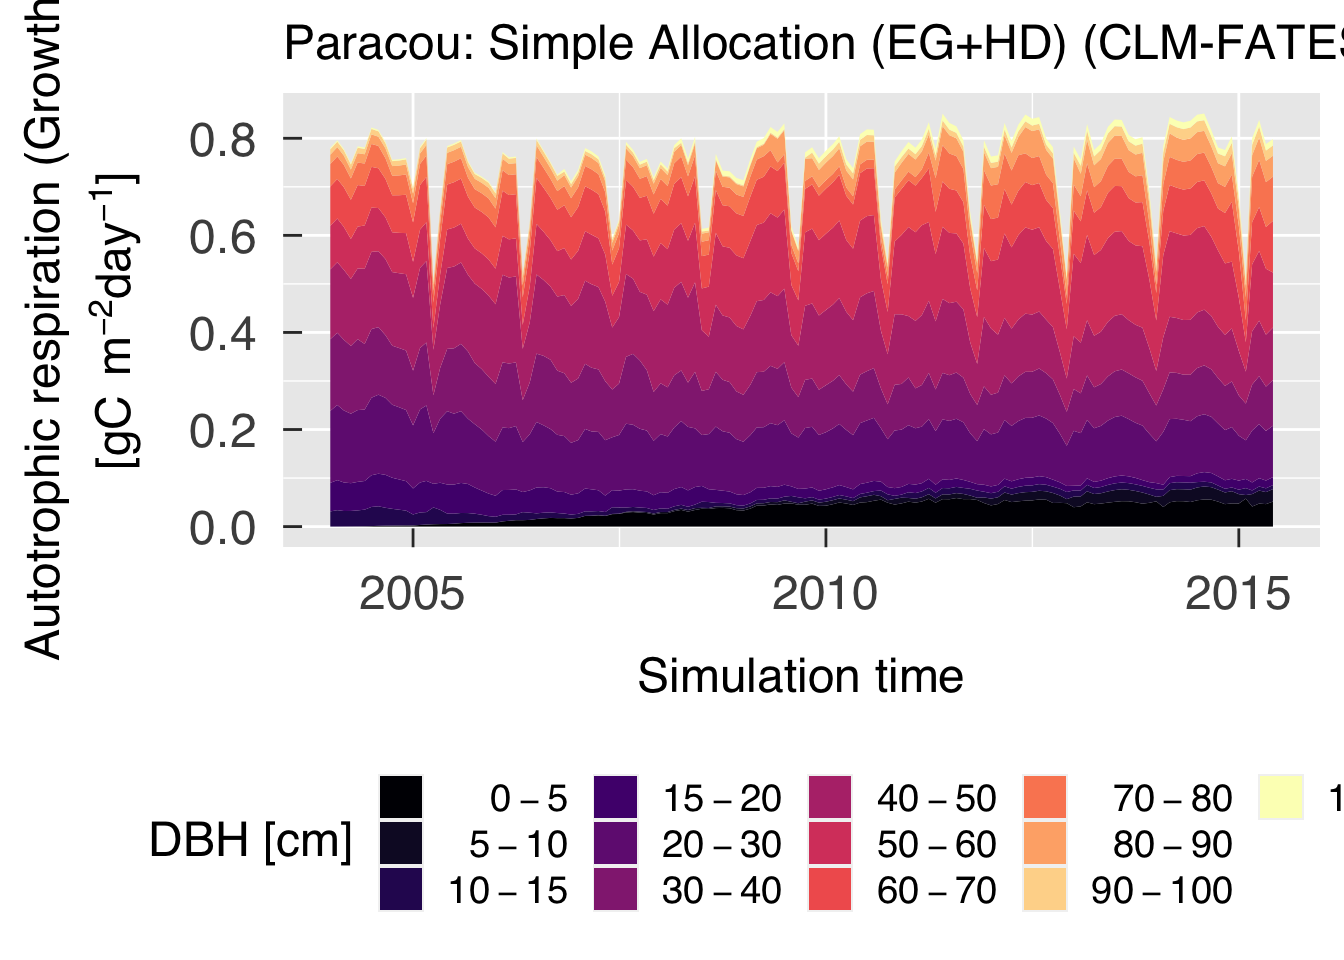 Paracou: Simple Allocation (EG+HD) (CLM-FATES
Autotrophic respiration (Growth
[gC m⁻²day⁻¹]
0.8
0.6
0.4
0.2
0.0
2005 2010 2015
Simulation time
DBH [cm]
0 – 5 15 – 20 40 – 50 70 – 80 1
5 – 10 20 – 30 50 – 60 80 – 90
10 – 15 30 – 40 60 – 70 90 – 100